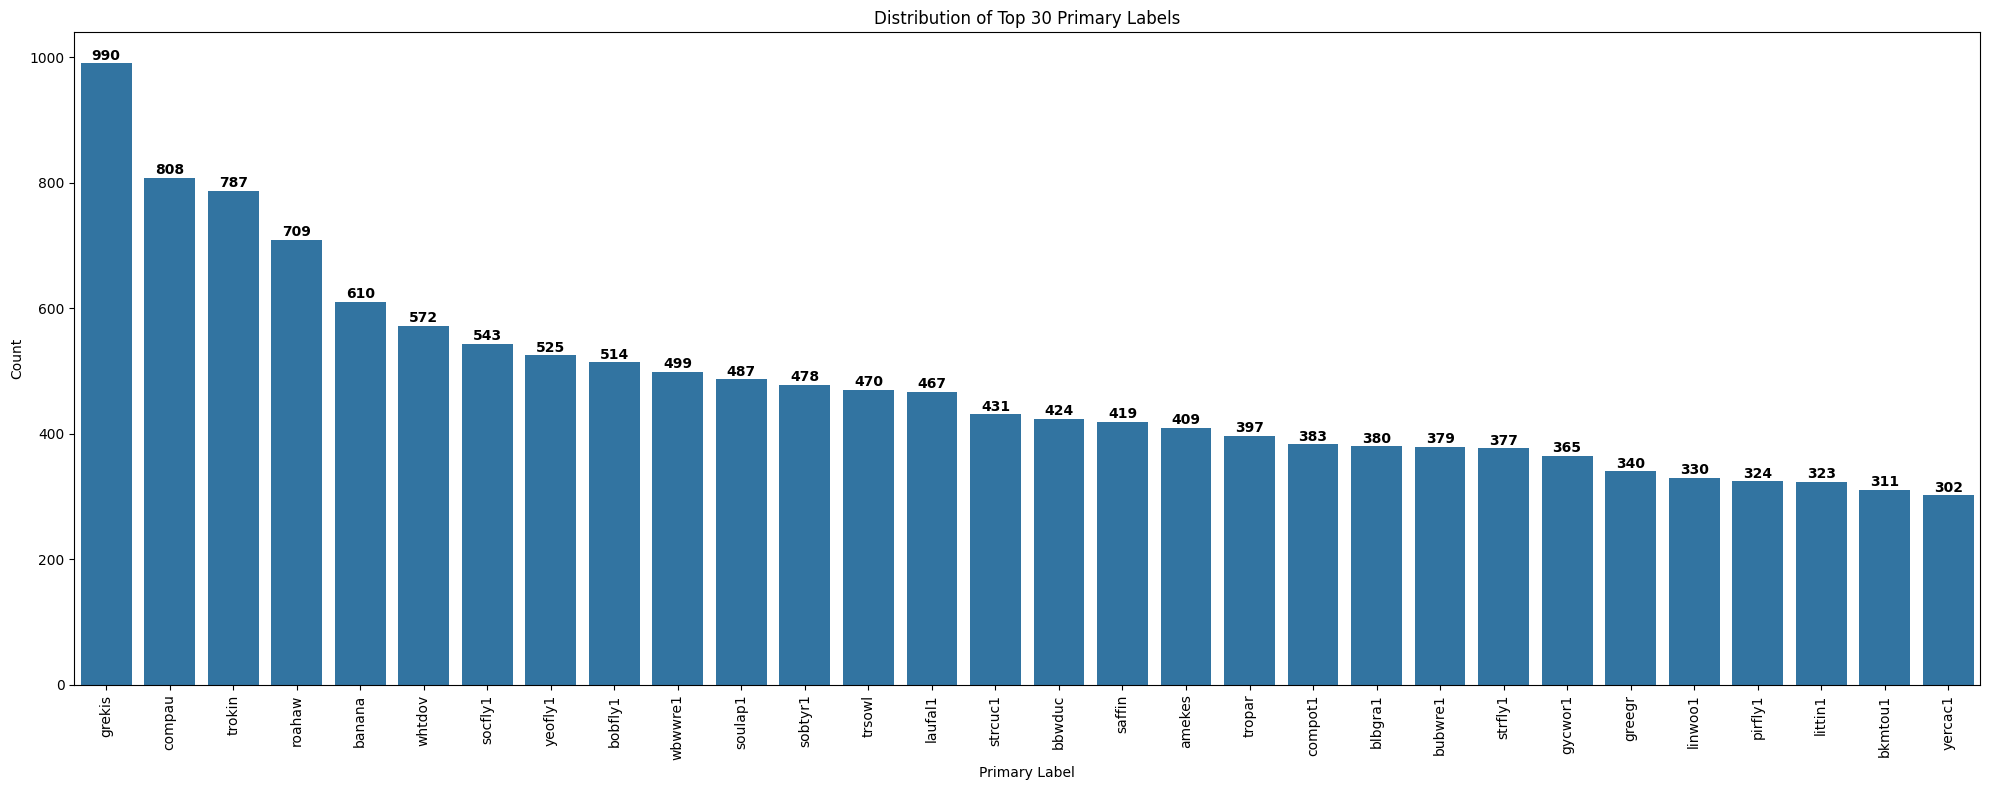 Distribution of Top 30 Primary Labels
Count
1000
800
600
400
200
0
990
808
787
709
610
572
543
525
514
499
487
478
470
467
431
424
419
409
397
383
380
379
377
365
340
330
324
323
311
302
grekis
compau
trokin
roahaw
banana
whtdov
socfly1
yeofly1
bobfly1
wbwwre1
soulap1
sobtyr1
trsowl
laufal1
strcuc1
bbwduc
saffin
amekes
tropar
compot1
blbgra1
bubwre1
strfly1
gycwor1
greegr
linwoo1
pirfly1
littin1
bkmtou1
yercac1
Primary Label